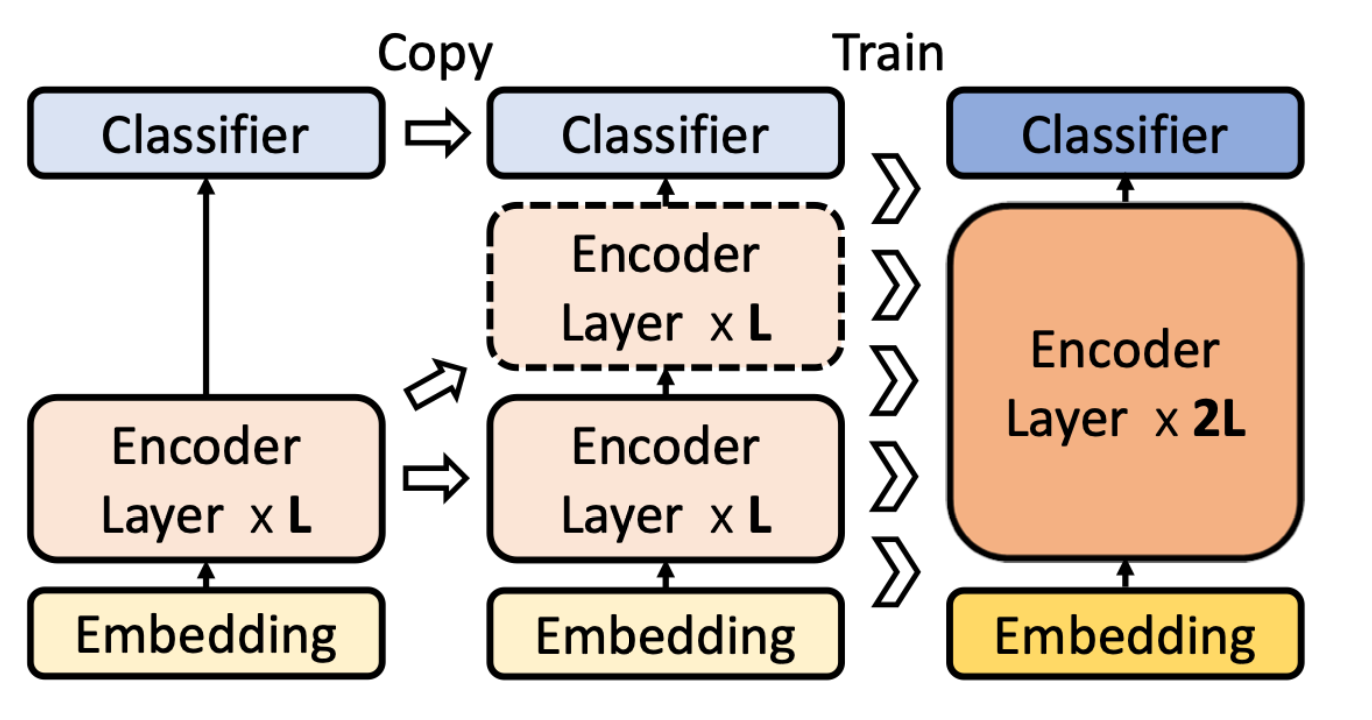 Copy
Train
Classifier
Classifier
Classifier
Encoder
Layer x L
Encoder
Layer x L
Encoder
Layer x L
Encoder
Layer x 2L
Embedding
Embedding
Embedding